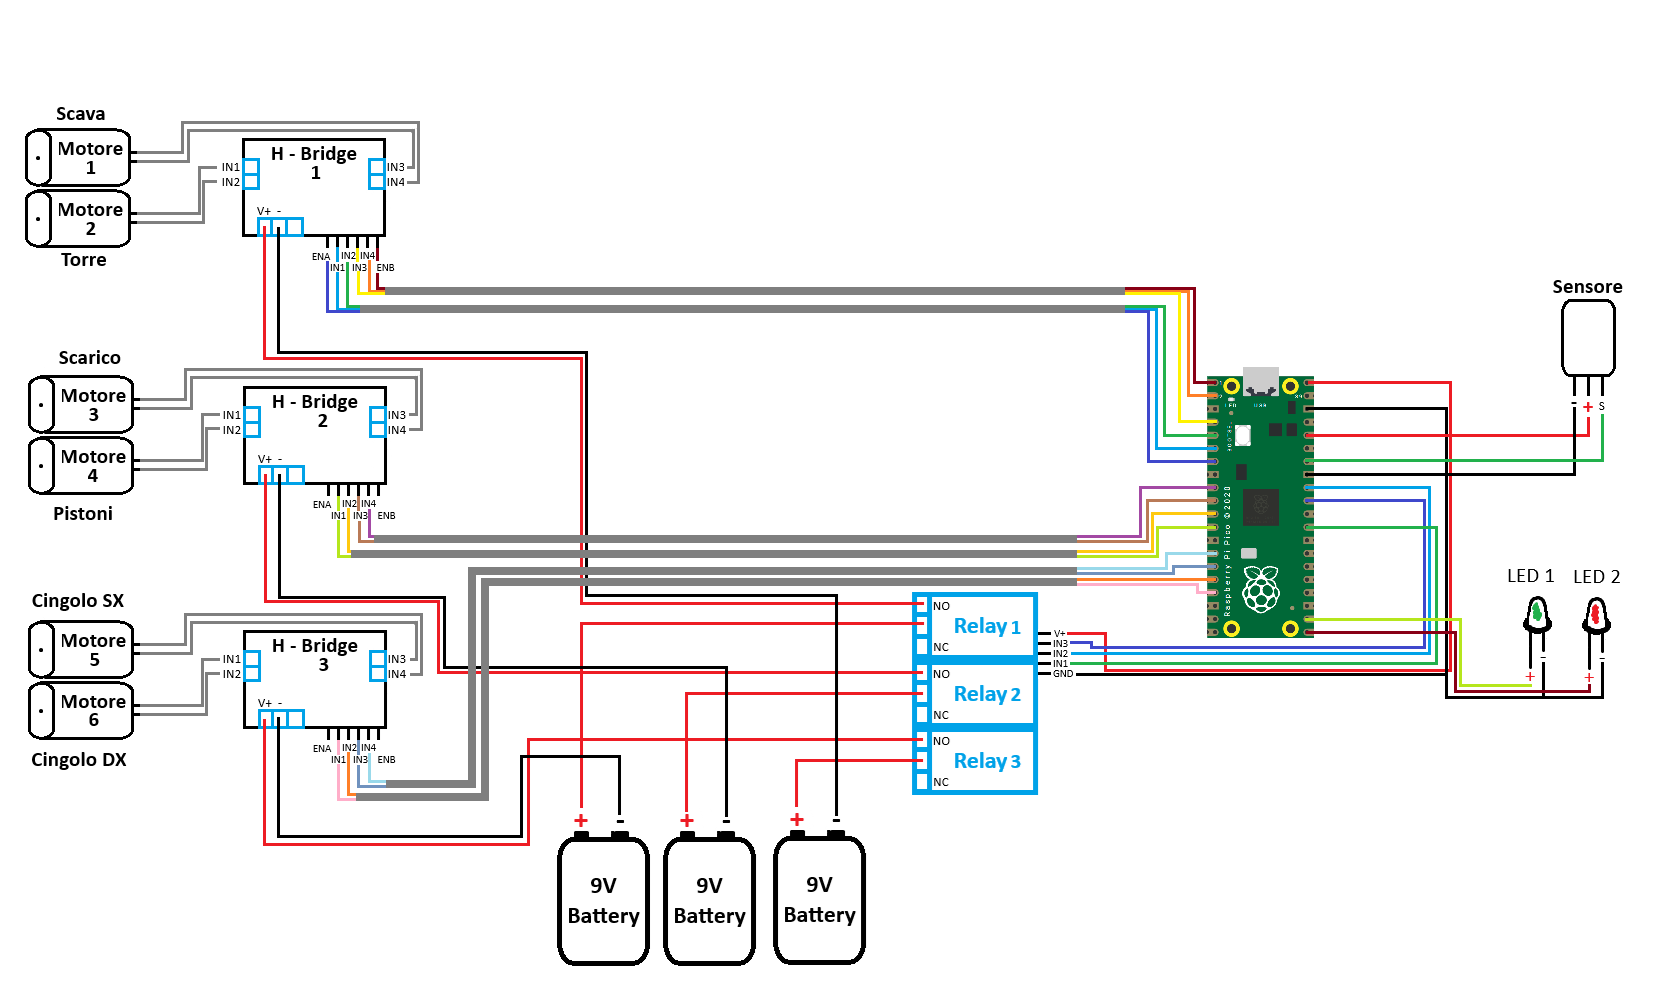 Scava
Motore
1
Motore
2
Torre
H - Bridge
1
IN1
IN2
IN3
IN4
V+ -
ENA
IN1
IN2
IN3
IN4
ENB
Scarico
Motore
3
Motore
4
Pistoni
H - Bridge
2
IN1
IN2
IN3
IN4
V+ -
ENA
IN1
IN2
IN3
IN4
ENB
Cingolo SX
Motore
5
Motore
6
Cingolo DX
H - Bridge
3
IN1
IN2
IN3
IN4
V+ -
ENA
IN1
IN2
IN3
IN4
ENB
+ -
9V
Battery
+ -
9V
Battery
+ -
9V
Battery
NO
Relay 1
NC
NO
Relay 2
NC
NO
Relay 3
NC
V+
IN3
IN2
IN1
GND
LED
USB
BOOTSEL
Raspberry Pi Pico © 2020
Sensore
- + S
LED 1
+ -
LED 2
+ -